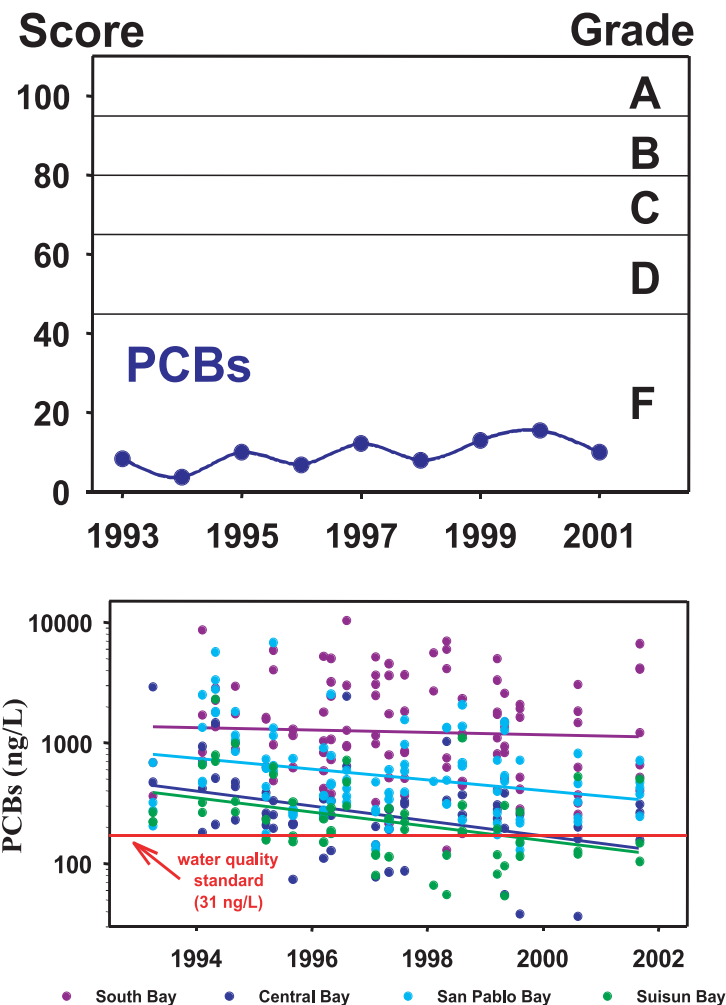 Score
Grade
100
A
B
80
C
60
D
40
PCBs
F
20
0
1993
1995
1997
1999
2001
PCBs (ng/L)
10000
1000
100
water quality
standard
(31 ng/L)
1994
1996
1998
2000
2002
South Bay
Central Bay
San Pablo Bay
Suisun Bay